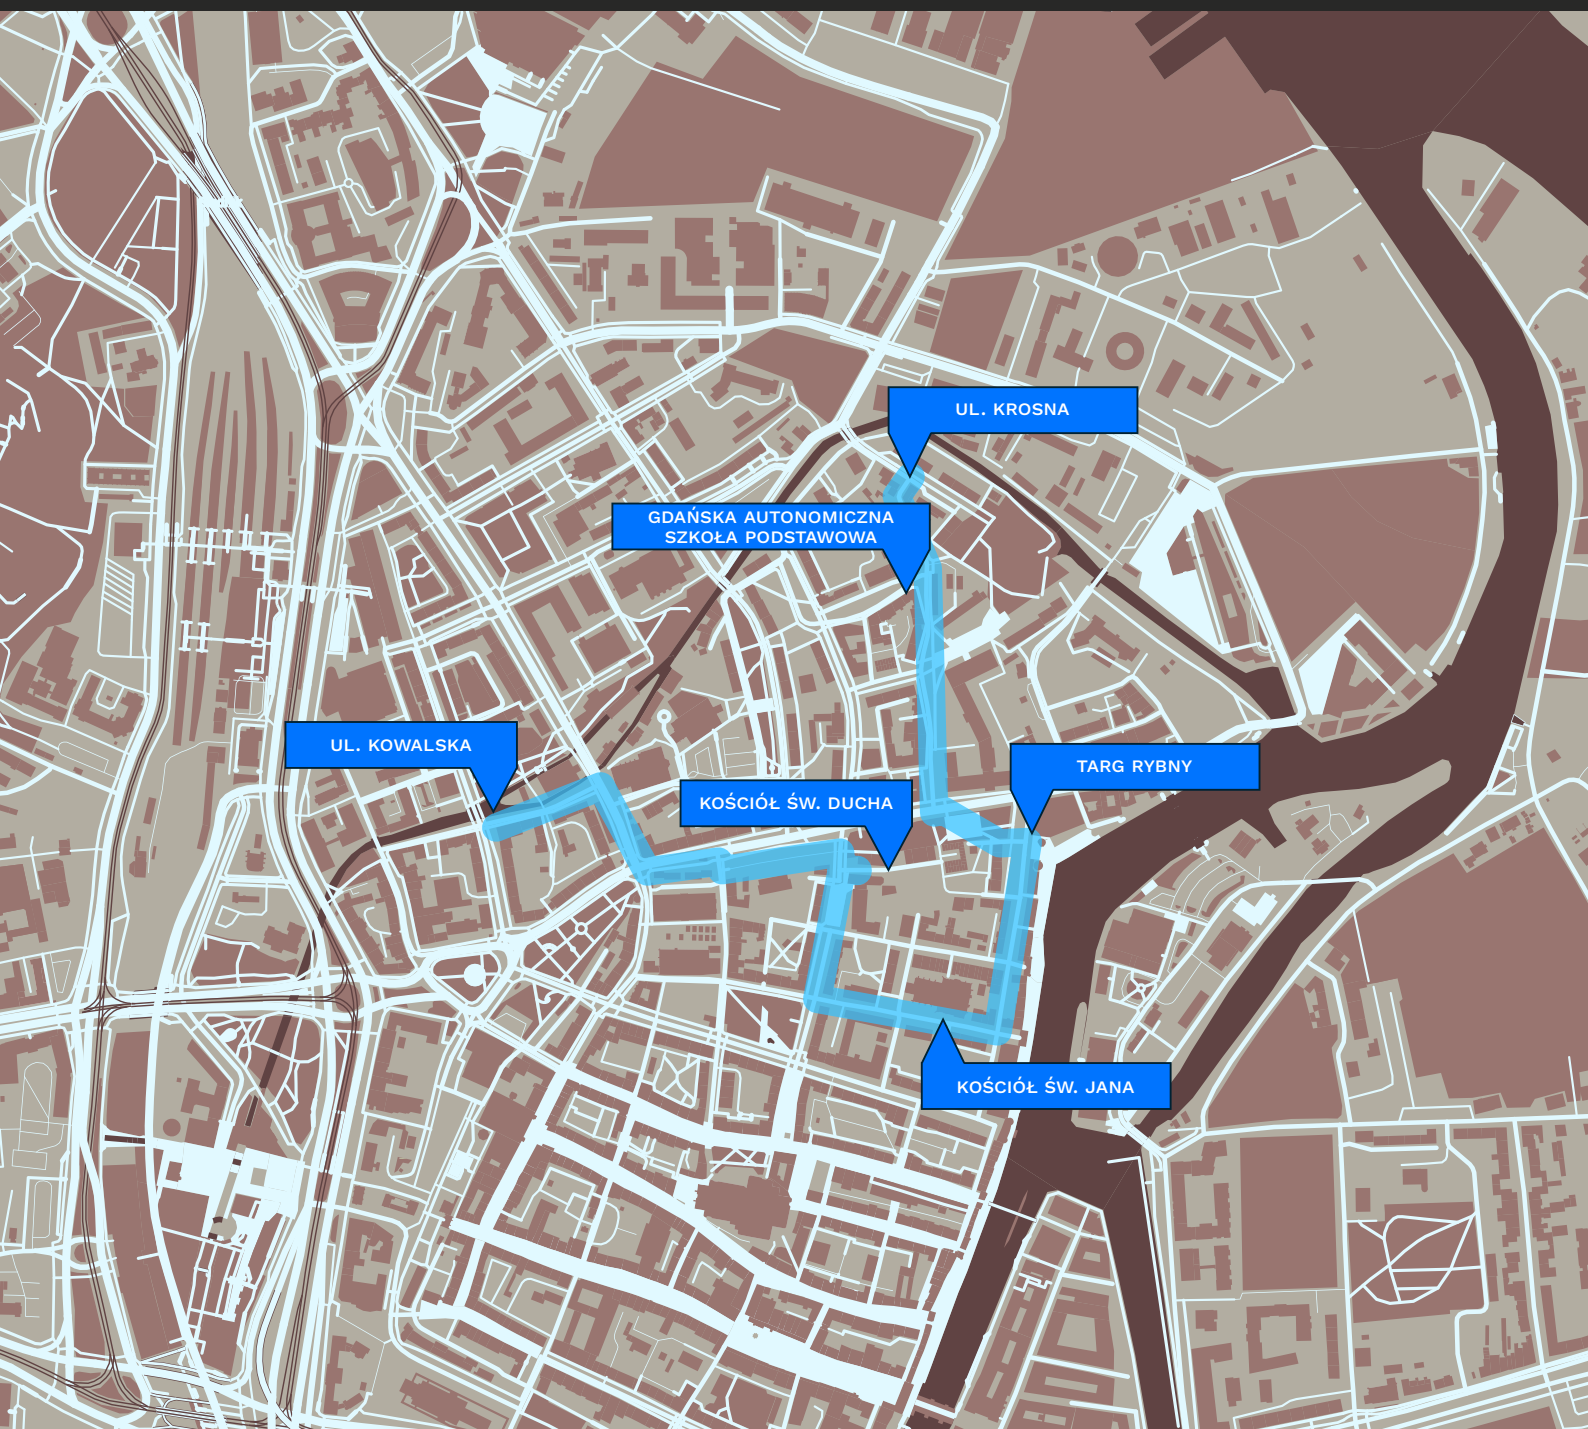 UL. KROSNA
GDAŃSKA AUTONOMICZNA
SZKOŁA PODSTAWOWA
UL. KOWALSKA
TARG RYBNY
KOŚCIÓŁ ŚW. DUCHA
KOŚCIÓŁ ŚW. JANA